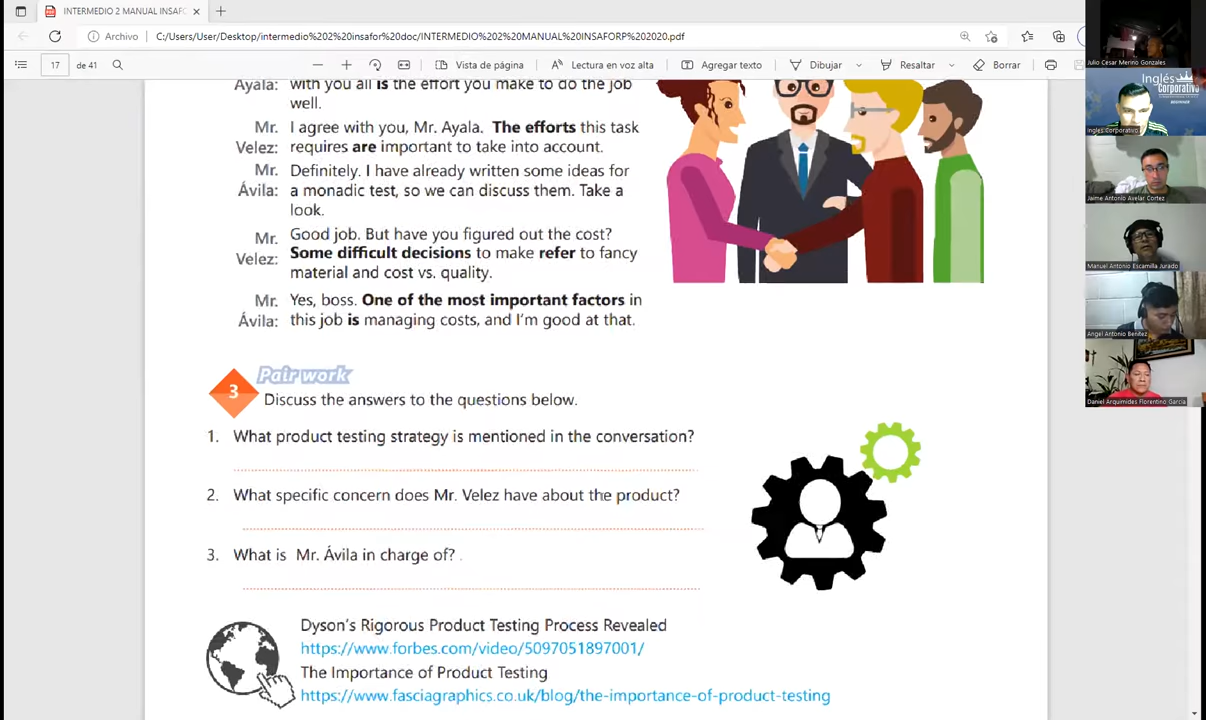 INTERMEDIO 2 MANUAL INSAFO
Archivo
C:/Users/User/Desktop/intermedio%202%20insafor%20doc/INTERMEDIO%202%20MANUAL%20INSAFORP%202020.pdf
17 de 41
Vista de página
Lectura en voz alta
Agregar texto
Dibujar
Resaltar
Borrar
Ayala: with you all is the effort you make to do the job
well.
Mr. I agree with you, Mr. Ayala. The efforts this task
Velez: requires are important to take into account.
Mr. Definitely. I have already written some ideas for
Ávila: a monadic test, so we can discuss them. Take a
look.
Mr. Good job. But have you figured out the cost?
Velez: Some difficult decisions to make refer to fancy
material and cost vs. quality.
Mr. Yes, boss. One of the most important factors in
Ávila: this job is managing costs, and I'm good at that.
3
Pair work
Discuss the answers to the questions below.
1. What product testing strategy is mentioned in the conversation?
2. What specific concern does Mr. Velez have about the product?
3. What is Mr. Ávila in charge of?
Dyson's Rigorous Product Testing Process Revealed
https://www.forbes.com/video/5097051897001/
The Importance of Product Testing
https://www.fasciagraphics.co.uk/blog/the-importance-of-product-testing
Julio Cesar Merino Gonzales
Inglés
Corporativo
BEGINNER
Ingles Corporativo
Jaime Antonio Avelar Cortez
Manuel Antonio Escamilla Jurado
Angel Antonio Benitez
Daniel Arquimides Florentino Garcia